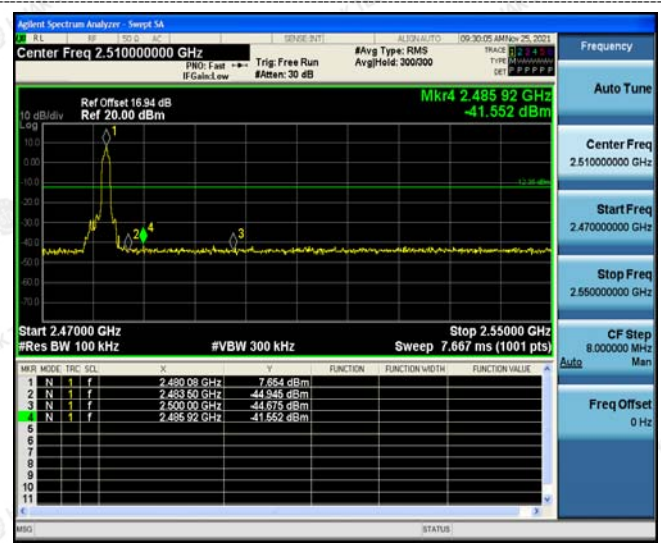 Agilent Spectrum Analyzer - Swept SA
RL RF 50 Ω AC SENSE:INT ALIGN AUTO 09:30:05 AM Nov 25, 2021
Center Freq 2.510000000 GHz
PNO: Fast Trig: Free Run
IFGain:Low #Atten: 30 dB
#Avg Type: RMS
Avg|Hold: 300/300
TRACE 1 2 3 4 5 6
TYPE
DET P P P P P P
Frequency
Mkr4 2.485 92 GHz
-41.552 dBm
Ref Offset 16.94 dB
10 dB/div Ref 20.00 dBm
Log
10.0
0.00
-10.0
-20.0
-30.0
-40.0
-50.0
-60.0
-70.0
1
2
4
3
Start 2.47000 GHz Stop 2.55000 GHz
#Res BW 100 kHz #VBW 300 kHz Sweep 7.667 ms (1001 pts)
MKR MODE TRC SCL X Y FUNCTION FUNCTION WIDTH FUNCTION VALUE
1 N 1 f 2.480 08 GHz 7.654 dBm
2 N 1 f 2.483 50 GHz -44.945 dBm
3 N 1 f 2.500 00 GHz -44.675 dBm
4 N 1 f 2.485 92 GHz -41.552 dBm
5
6
7
8
9
10
11
MSG STATUS
Auto Tune
Center Freq
2.510000000 GHz
Start Freq
2.470000000 GHz
Stop Freq
2.550000000 GHz
CF Step
8.000000 MHz
Auto Man
Freq Offset
0 Hz